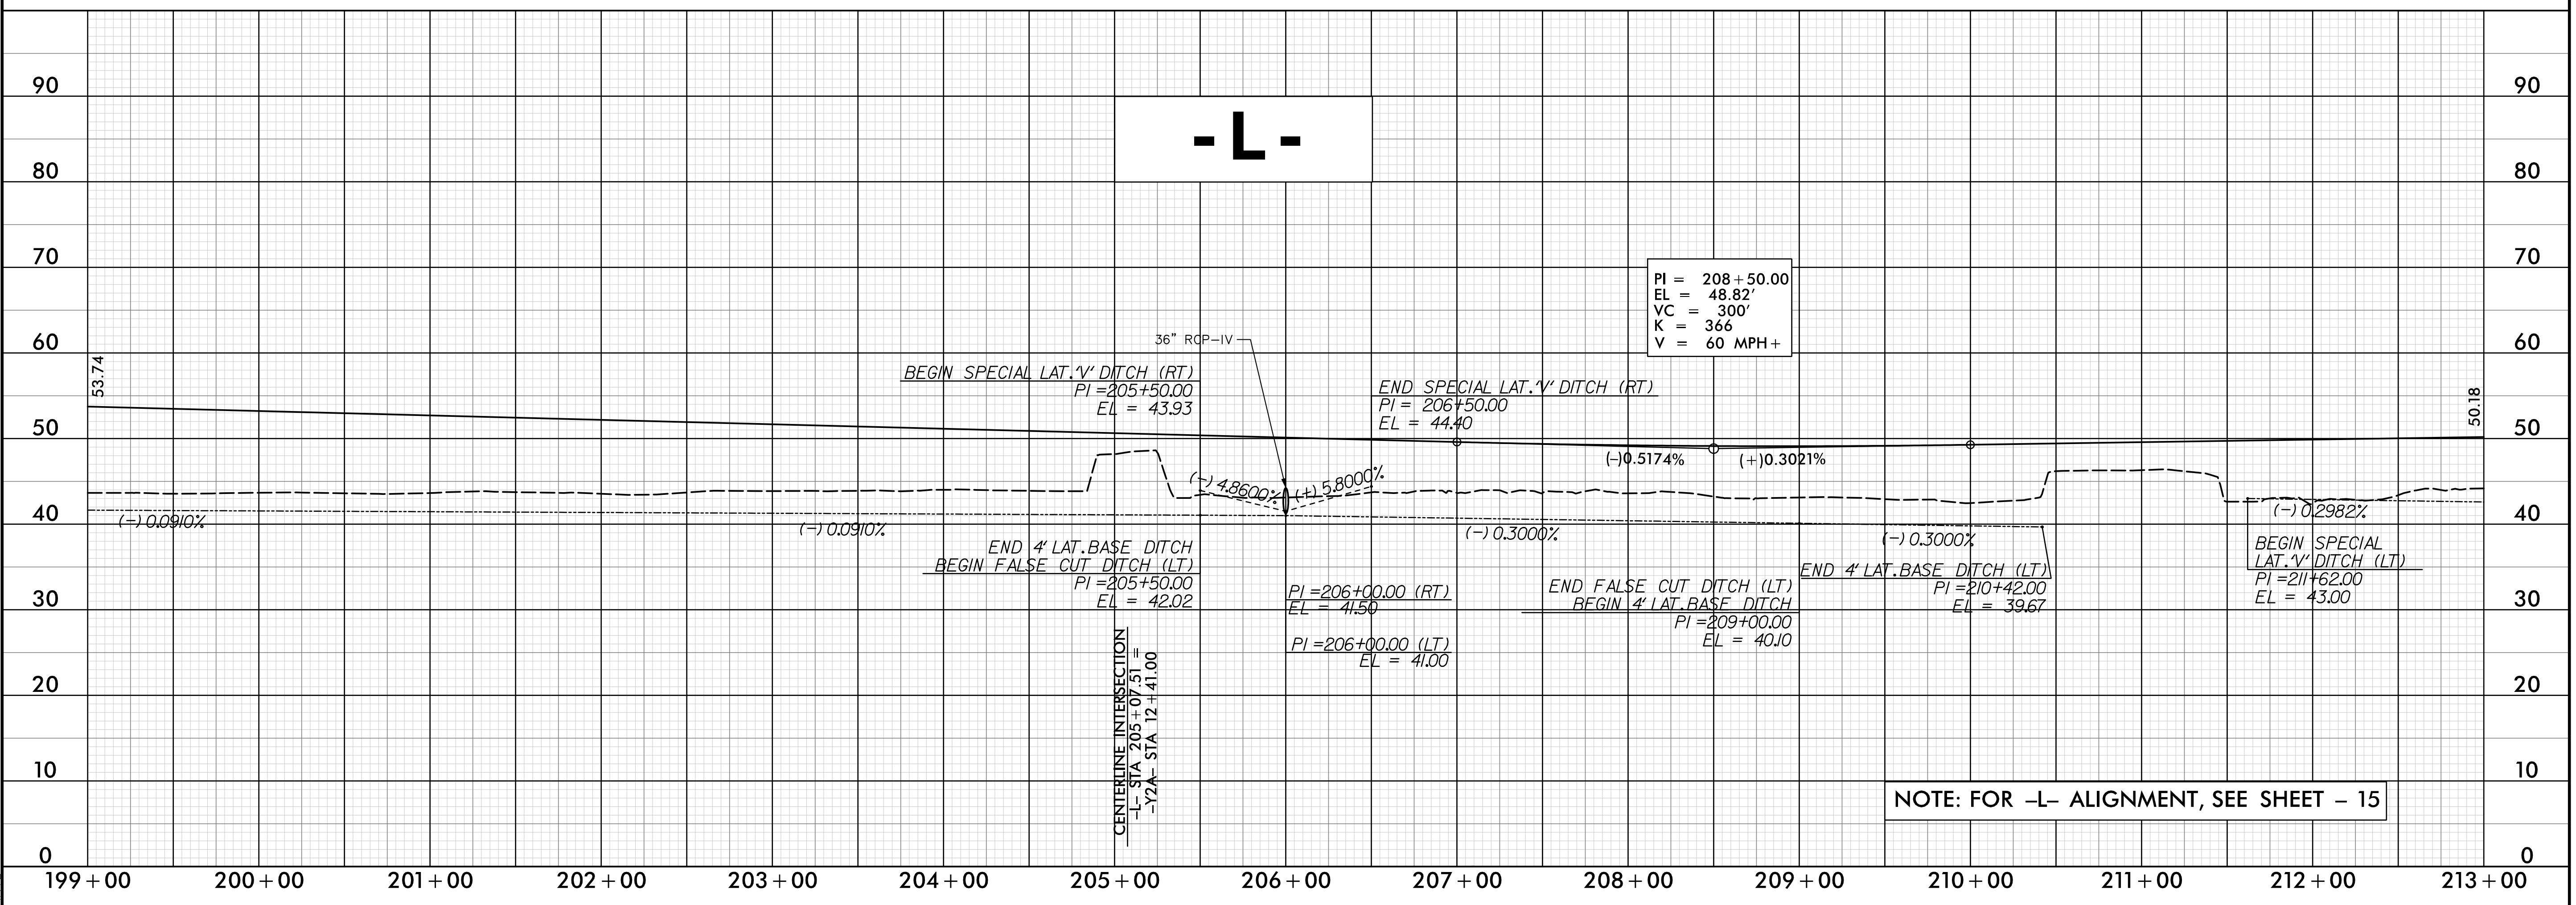 -L-
90
90
80
80
70
70
60
60
50
50
40
40
30
30
20
20
10
10
0
0
PI = 208+50.00
EL = 48.82'
VC = 300'
K = 366
V = 60 MPH+
36" RCP-IV
53.74
50.18
BEGIN SPECIAL LAT.'V' DITCH (RT)
PI =205+50.00
EL = 43.93
END SPECIAL LAT.'V' DITCH (RT)
PI = 206+50.00
EL = 44.40
(-)0.5174%
(+)0.3021%
(-) 4.8600%
(+) 5.8000%
(-) 0.0910%
(-) 0.0910%
(-) 0.3000%
(-) 0.3000%
(-) 0.2982%
END 4' LAT.BASE DITCH
BEGIN FALSE CUT DITCH (LT)
PI =205+50.00
EL = 42.02
PI =206+00.00 (RT)
EL = 41.50
PI =206+00.00 (LT)
EL = 41.00
END FALSE CUT DITCH (LT)
BEGIN 4' LAT.BASE DITCH
PI =209+00.00
EL = 40.10
END 4' LAT.BASE DITCH (LT)
PI =210+42.00
EL = 39.67
BEGIN SPECIAL
LAT.'V' DITCH (LT)
PI =211+62.00
EL = 43.00
CENTERLINE INTERSECTION
-L- STA 205+07.51 =
-Y2A- STA 12+41.00
NOTE: FOR -L- ALIGNMENT, SEE SHEET - 15
199+00 200+00 201+00 202+00 203+00 204+00 205+00 206+00 207+00 208+00 209+00 210+00 211+00 212+00 213+00